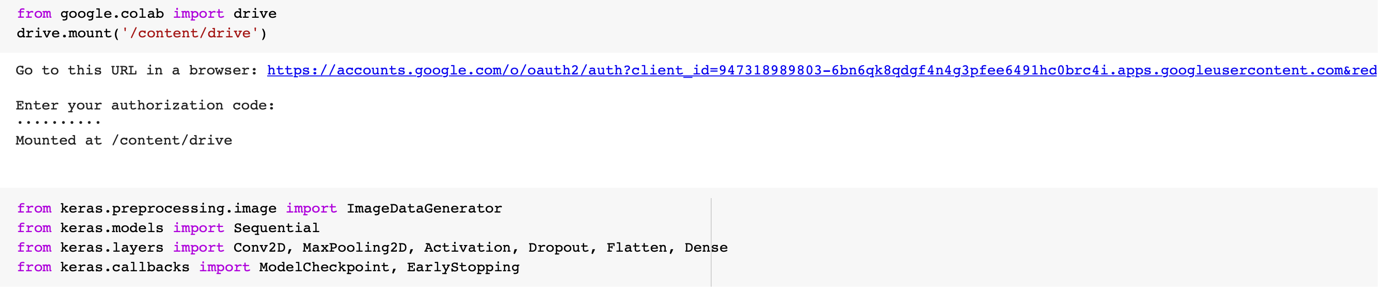 from google.colab import drive
drive.mount('/content/drive')
Go to this URL in a browser: https://accounts.google.com/o/oauth2/auth?client_id=947318989803-6bn6qk8qdgf4n4g3pfee6491hc0brc4i.apps.googleusercontent.com&red
Enter your authorization code:
··········
Mounted at /content/drive
from keras.preprocessing.image import ImageDataGenerator
from keras.models import Sequential
from keras.layers import Conv2D, MaxPooling2D, Activation, Dropout, Flatten, Dense
from keras.callbacks import ModelCheckpoint, EarlyStopping